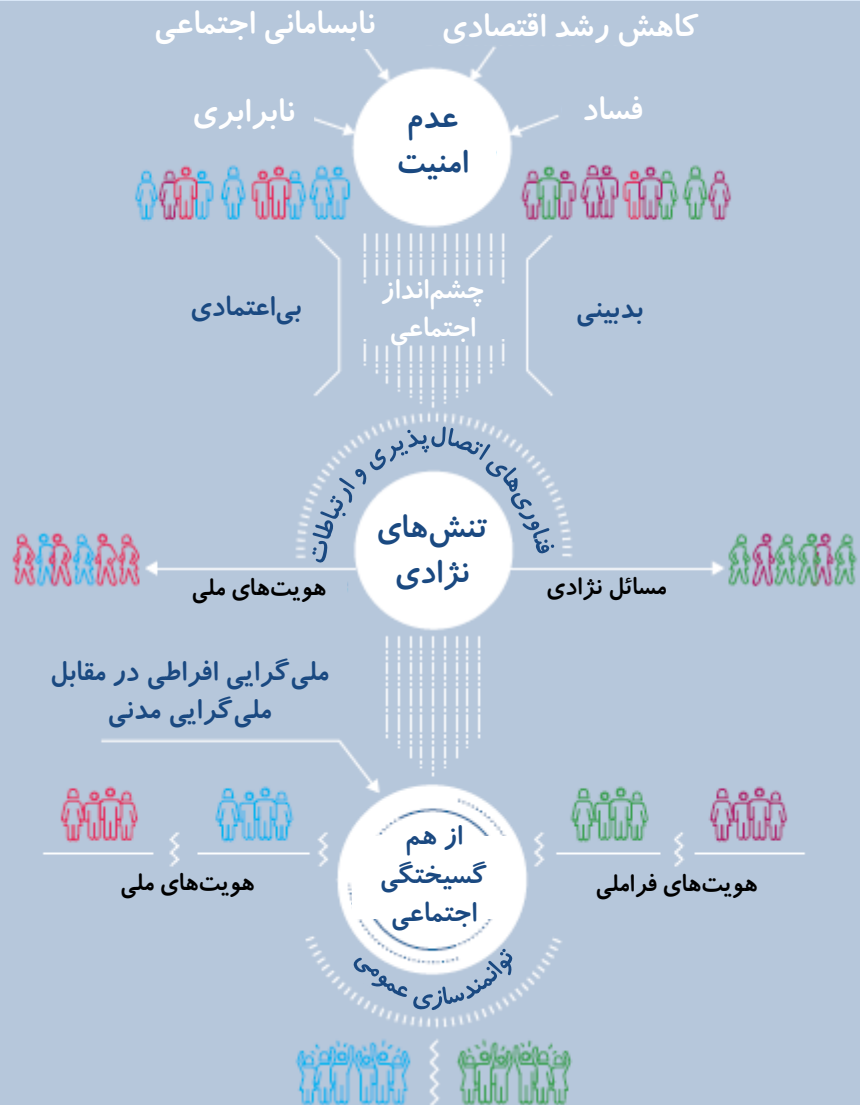 کاهش رشد اقتصادی
نابسامانی اجتماعی
فساد
نابرابری
عدم
امنیت
بدبینی
چشم‌انداز
اجتماعی
بی‌اعتمادی
فناوری‌های اتصال‌پذیری و ارتباطات
تنش‌های
نژادی
مسائل نژادی
هویت‌های ملی
ملی‌گرایی افراطی در مقابل
ملی‌گرایی مدنی
از هم
گسیختگی
اجتماعی
هویت‌های فراملی
هویت‌های ملی
توانمندسازی عمومی